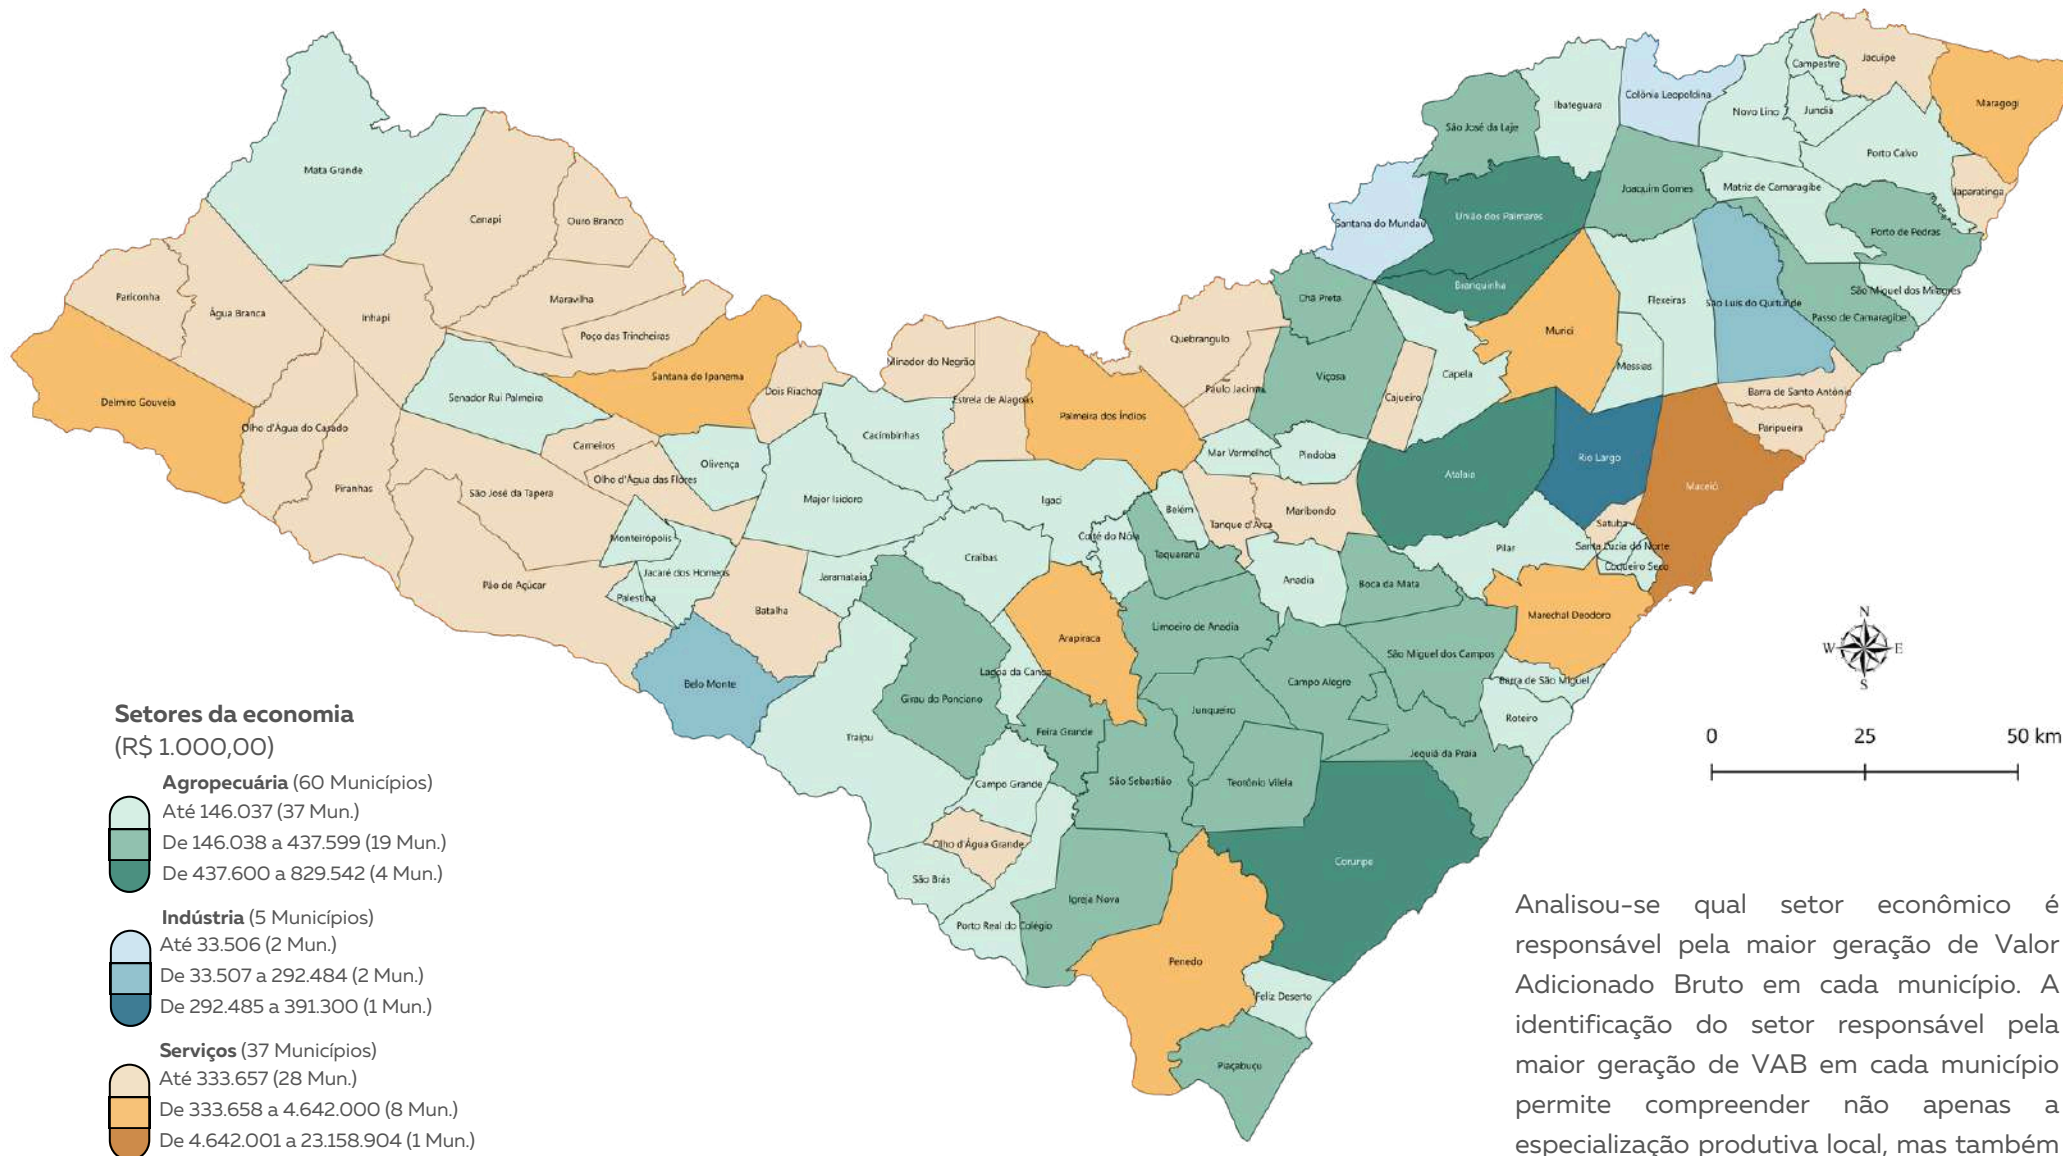 Mata Grande
Canapi
Ouro Branco
Pariconha
Água Branca
Inhapi
Maravilha
Poço das Trincheiras
Delmiro Gouveia
Olho d'Água do Casado
Piranhas
Senador Rui Palmeira
Santana do Ipanema
Dois Riachos
Carneiros
Olho d'Água das Flores
Olivença
São José da Tapera
Pão de Açúcar
Monteirópolis
Jacaré dos Homens
Palestina
Belo Monte
Batalha
Jaramataia
Major Isidoro
Cacimbinhas
Minador do Negrão
Estrela de Alagoas
Palmeira dos Índios
Igaci
Craíbas
Coité do Nóia
Belém
Taquarana
Tanque d'Arca
Maribondo
Mar Vermelho
Pindoba
Quebrangulo
Paulo Jacinto
Viçosa
Chã Preta
Cajueiro
Capela
Santana do Mundaú
São José da Laje
União dos Palmares
Branquinha
Ibateguara
Colônia Leopoldina
Novo Lino
Campestre
Jundiá
Jacuípe
Maragogi
Porto Calvo
Japaratinga
Joaquim Gomes
Matriz de Camaragibe
Porto de Pedras
São Miguel dos Milagres
Passo de Camaragibe
São Luís do Quitunde
Flexeiras
Murici
Messias
Barra de Santo Antônio
Paripueira
Maceió
Rio Largo
Atalaia
Satuba
Santa Luzia do Norte
Coqueiro Seco
Pilar
Marechal Deodoro
Anadia
Boca da Mata
Limoeiro de Anadia
São Miguel dos Campos
Barra de São Miguel
Roteiro
Campo Alegre
Jequiá da Praia
Junqueiro
Teotônio Vilela
Coruripe
Arapiraca
Lagoa da Canoa
Girau do Ponciano
Traipu
Feira Grande
Campo Grande
São Sebastião
Olho d'Água Grande
São Brás
Porto Real do Colégio
Igreja Nova
Penedo
Feliz Deserto
Piaçabuçu
N
W
E
S
0 25 50 km
Setores da economia
(R$ 1.000,00)
Agropecuária (60 Municípios)
Até 146.037 (37 Mun.)
De 146.038 a 437.599 (19 Mun.)
De 437.600 a 829.542 (4 Mun.)
Indústria (5 Municípios)
Até 33.506 (2 Mun.)
De 33.507 a 292.484 (2 Mun.)
De 292.485 a 391.300 (1 Mun.)
Serviços (37 Municípios)
Até 333.657 (28 Mun.)
De 333.658 a 4.642.000 (8 Mun.)
De 4.642.001 a 23.158.904 (1 Mun.)
Analisou-se qual setor econômico é
responsável pela maior geração de Valor
Adicionado Bruto em cada município. A
identificação do setor responsável pela
maior geração de VAB em cada município
permite compreender não apenas a
especialização produtiva local, mas também